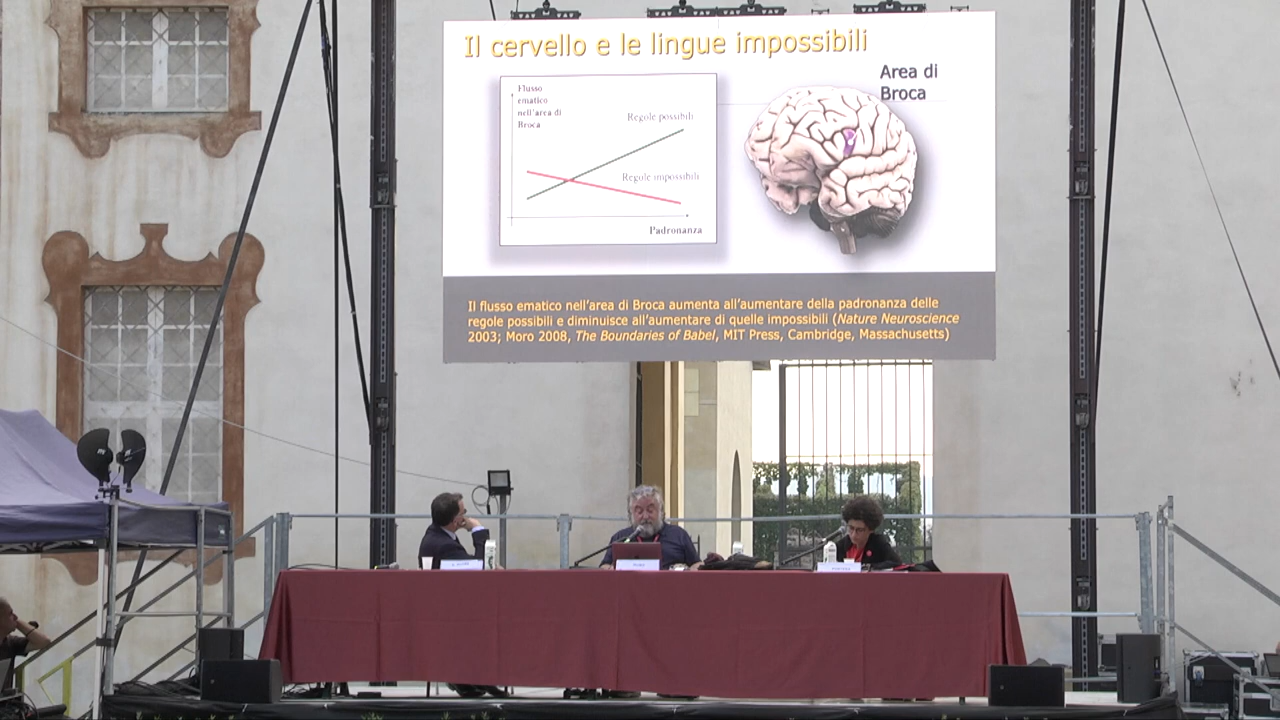 Il cervello e le lingue impossibili
Flusso
ematico
nell'area di
Broca
Regole possibili
Regole impossibili
Padronanza
Area di
Broca
Il flusso ematico nell'area di Broca aumenta all'aumentare della padronanza delle
regole possibili e diminuisce all'aumentare di quelle impossibili (Nature Neuroscience
2003; Moro 2008, The Boundaries of Babel, MIT Press, Cambridge, Massachusetts)